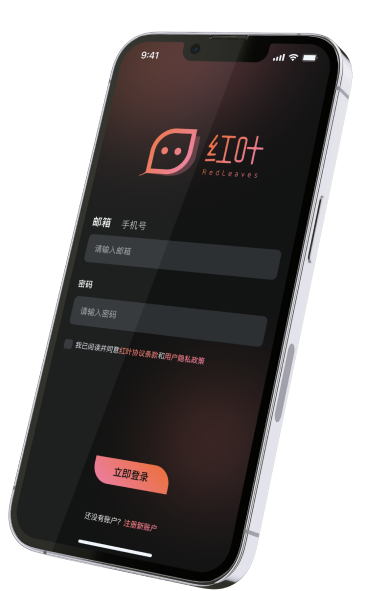 9:41
红叶
RedLeaves
邮箱 手机号
请输入邮箱
密码
请输入密码
我已阅读并同意红叶协议条款和用户隐私政策
立即登录
还没有账户？注册新账户